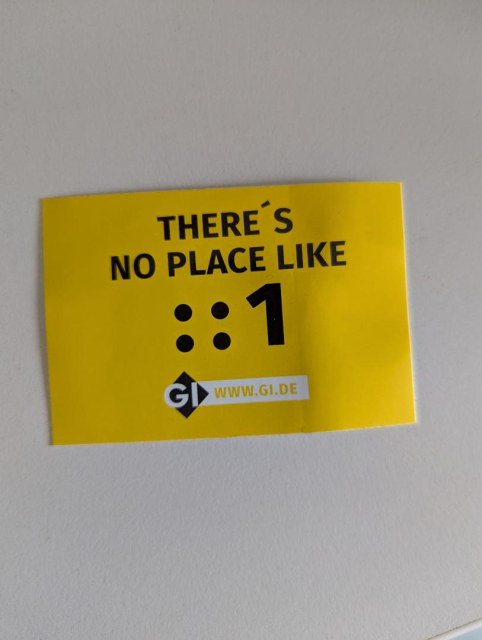 THERE´S
NO PLACE LIKE
::1
GI WWW.GI.DE